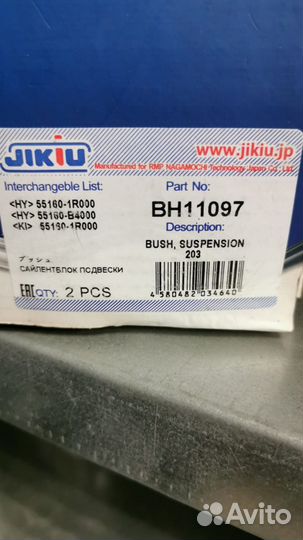 JIKIU
www.jikiu.jp
Manufactured for RMP NAGAMOCHI Technology Japan Co., Ltd.
Interchangeble List:
<HY> 55160-1R000
<HY> 55160-B4000
<KI> 55160-1R000
Part No:
BH11097
Description:
BUSH, SUSPENSION
203
ブッシュ
САЙЛЕНТБЛОК ПОДВЕСКИ
EAC QTY: 2 PCS
4 580482 034640
Avito